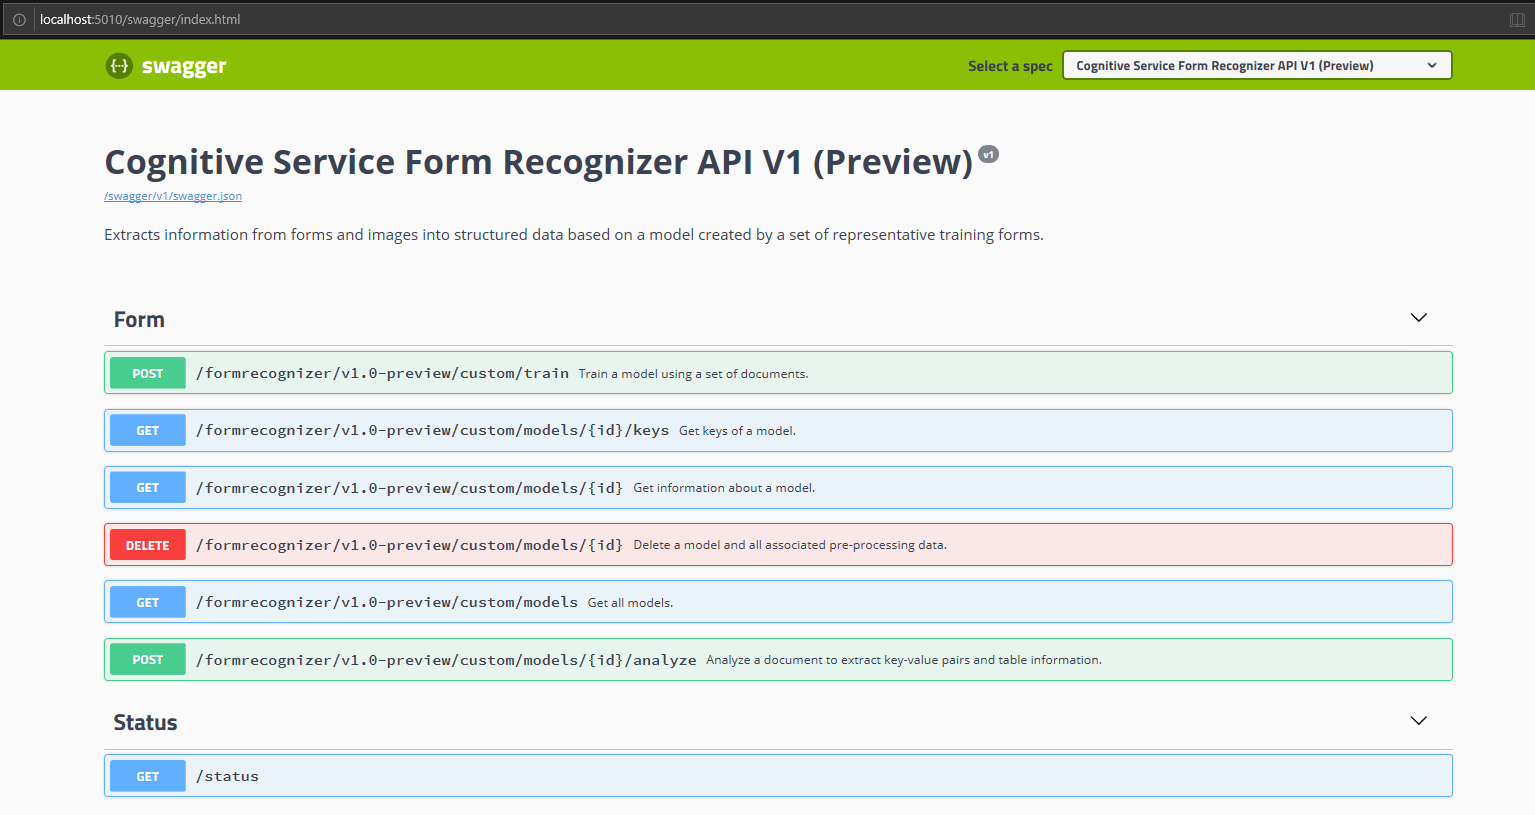 localhost:5010/swagger/index.html
{···} swagger
Select a spec
Cognitive Service Form Recognizer API V1 (Preview)
Cognitive Service Form Recognizer API V1 (Preview) v1
/swagger/v1/swagger.json
Extracts information from forms and images into structured data based on a model created by a set of representative training forms.
Form
POST /formrecognizer/v1.0-preview/custom/train Train a model using a set of documents.
GET /formrecognizer/v1.0-preview/custom/models/{id}/keys Get keys of a model.
GET /formrecognizer/v1.0-preview/custom/models/{id} Get information about a model.
DELETE /formrecognizer/v1.0-preview/custom/models/{id} Delete a model and all associated pre-processing data.
GET /formrecognizer/v1.0-preview/custom/models Get all models.
POST /formrecognizer/v1.0-preview/custom/models/{id}/analyze Analyze a document to extract key-value pairs and table information.
Status
GET /status